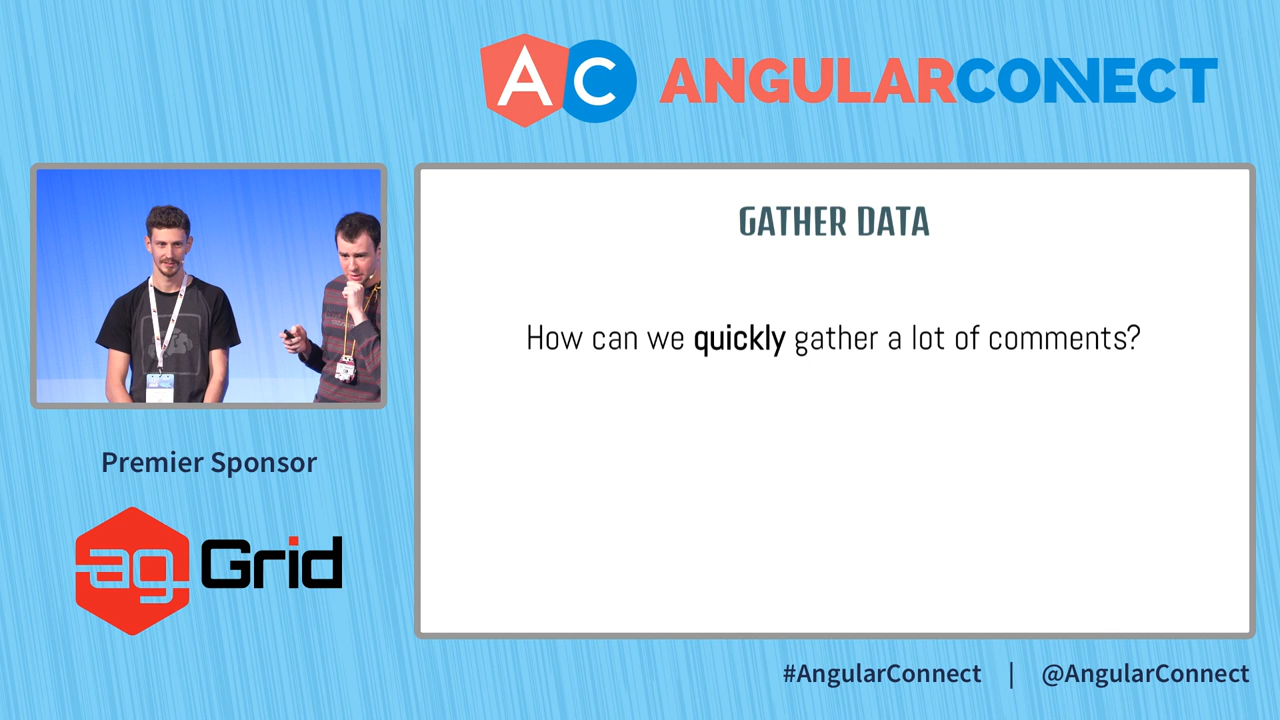 AC ANGULARCONNECT
GATHER DATA
How can we quickly gather a lot of comments?
Premier Sponsor
ag Grid
#AngularConnect | @AngularConnect